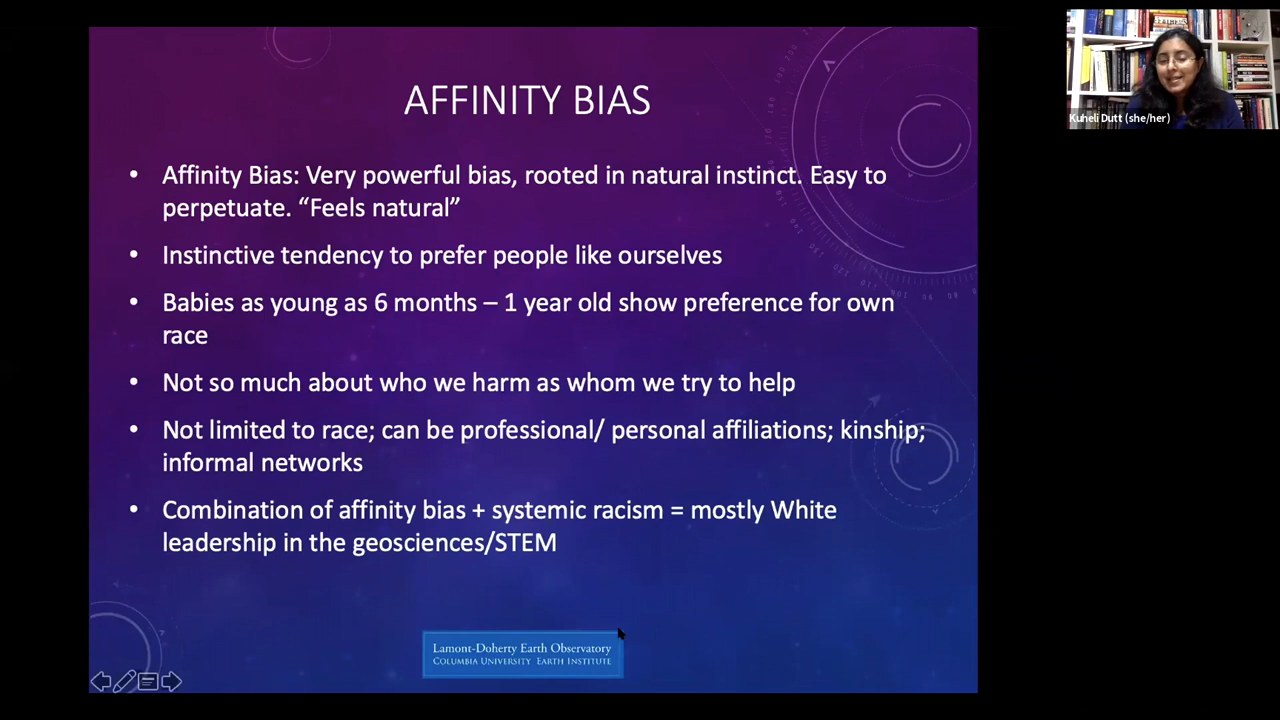 AFFINITY BIAS
• Affinity Bias: Very powerful bias, rooted in natural instinct. Easy to
perpetuate. “Feels natural”
• Instinctive tendency to prefer people like ourselves
• Babies as young as 6 months – 1 year old show preference for own
race
• Not so much about who we harm as whom we try to help
• Not limited to race; can be professional/ personal affiliations; kinship;
informal networks
• Combination of affinity bias + systemic racism = mostly White
leadership in the geosciences/STEM
Lamont-Doherty Earth Observatory
COLUMBIA UNIVERSITY EARTH INSTITUTE
Kuheli Dutt (she/her)